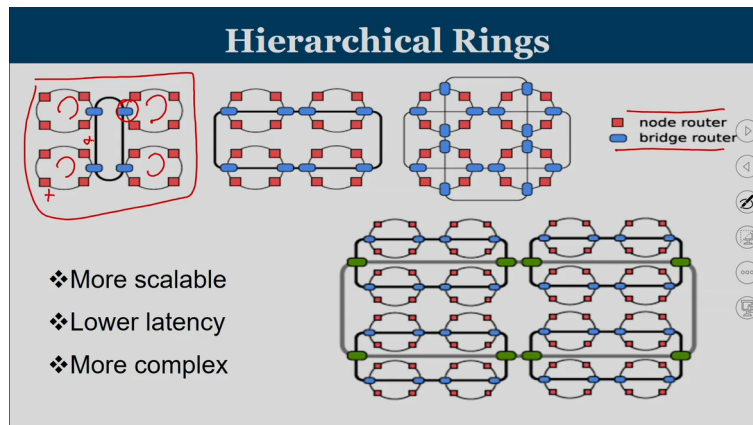 Hierarchical Rings
node router
bridge router
❖More scalable
❖Lower latency
❖More complex